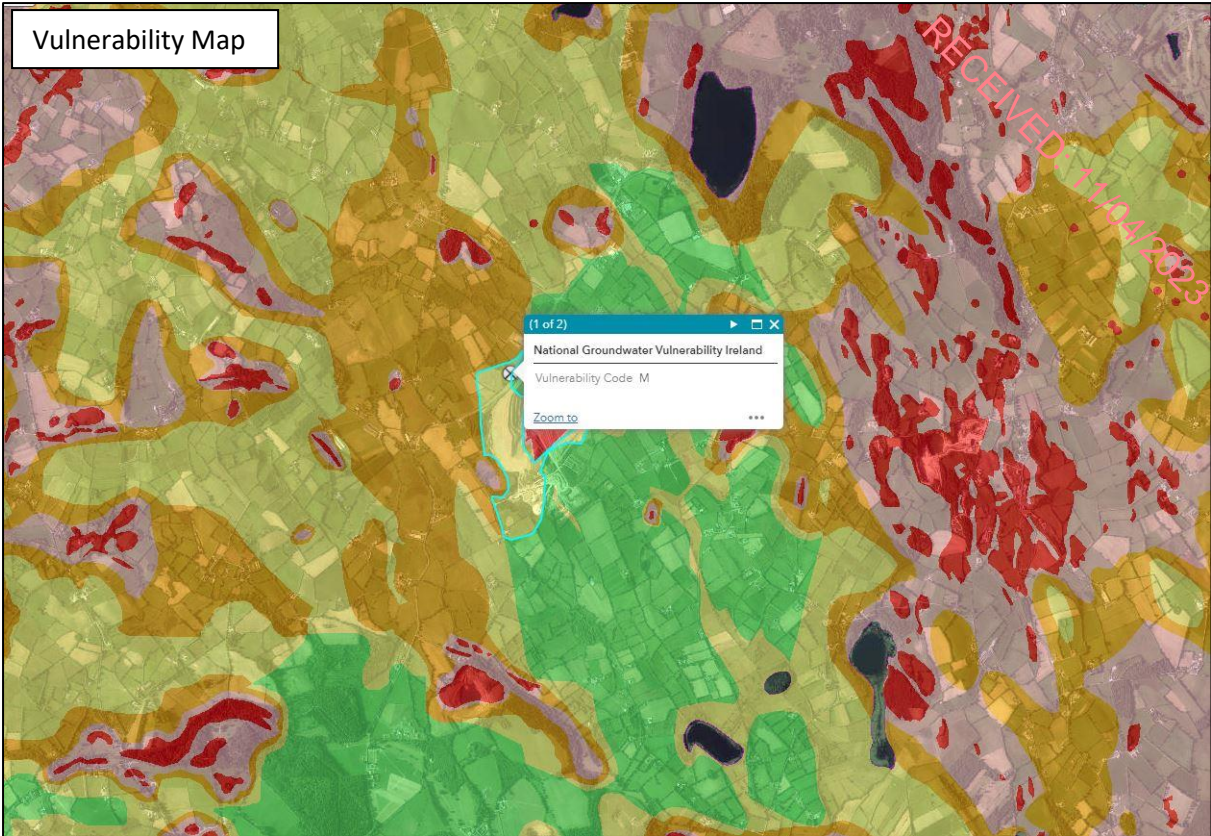 Vulnerability Map
RECEIVED: 11/04/2023
(1 of 2)
National Groundwater Vulnerability Ireland
Vulnerability Code M
Zoom to